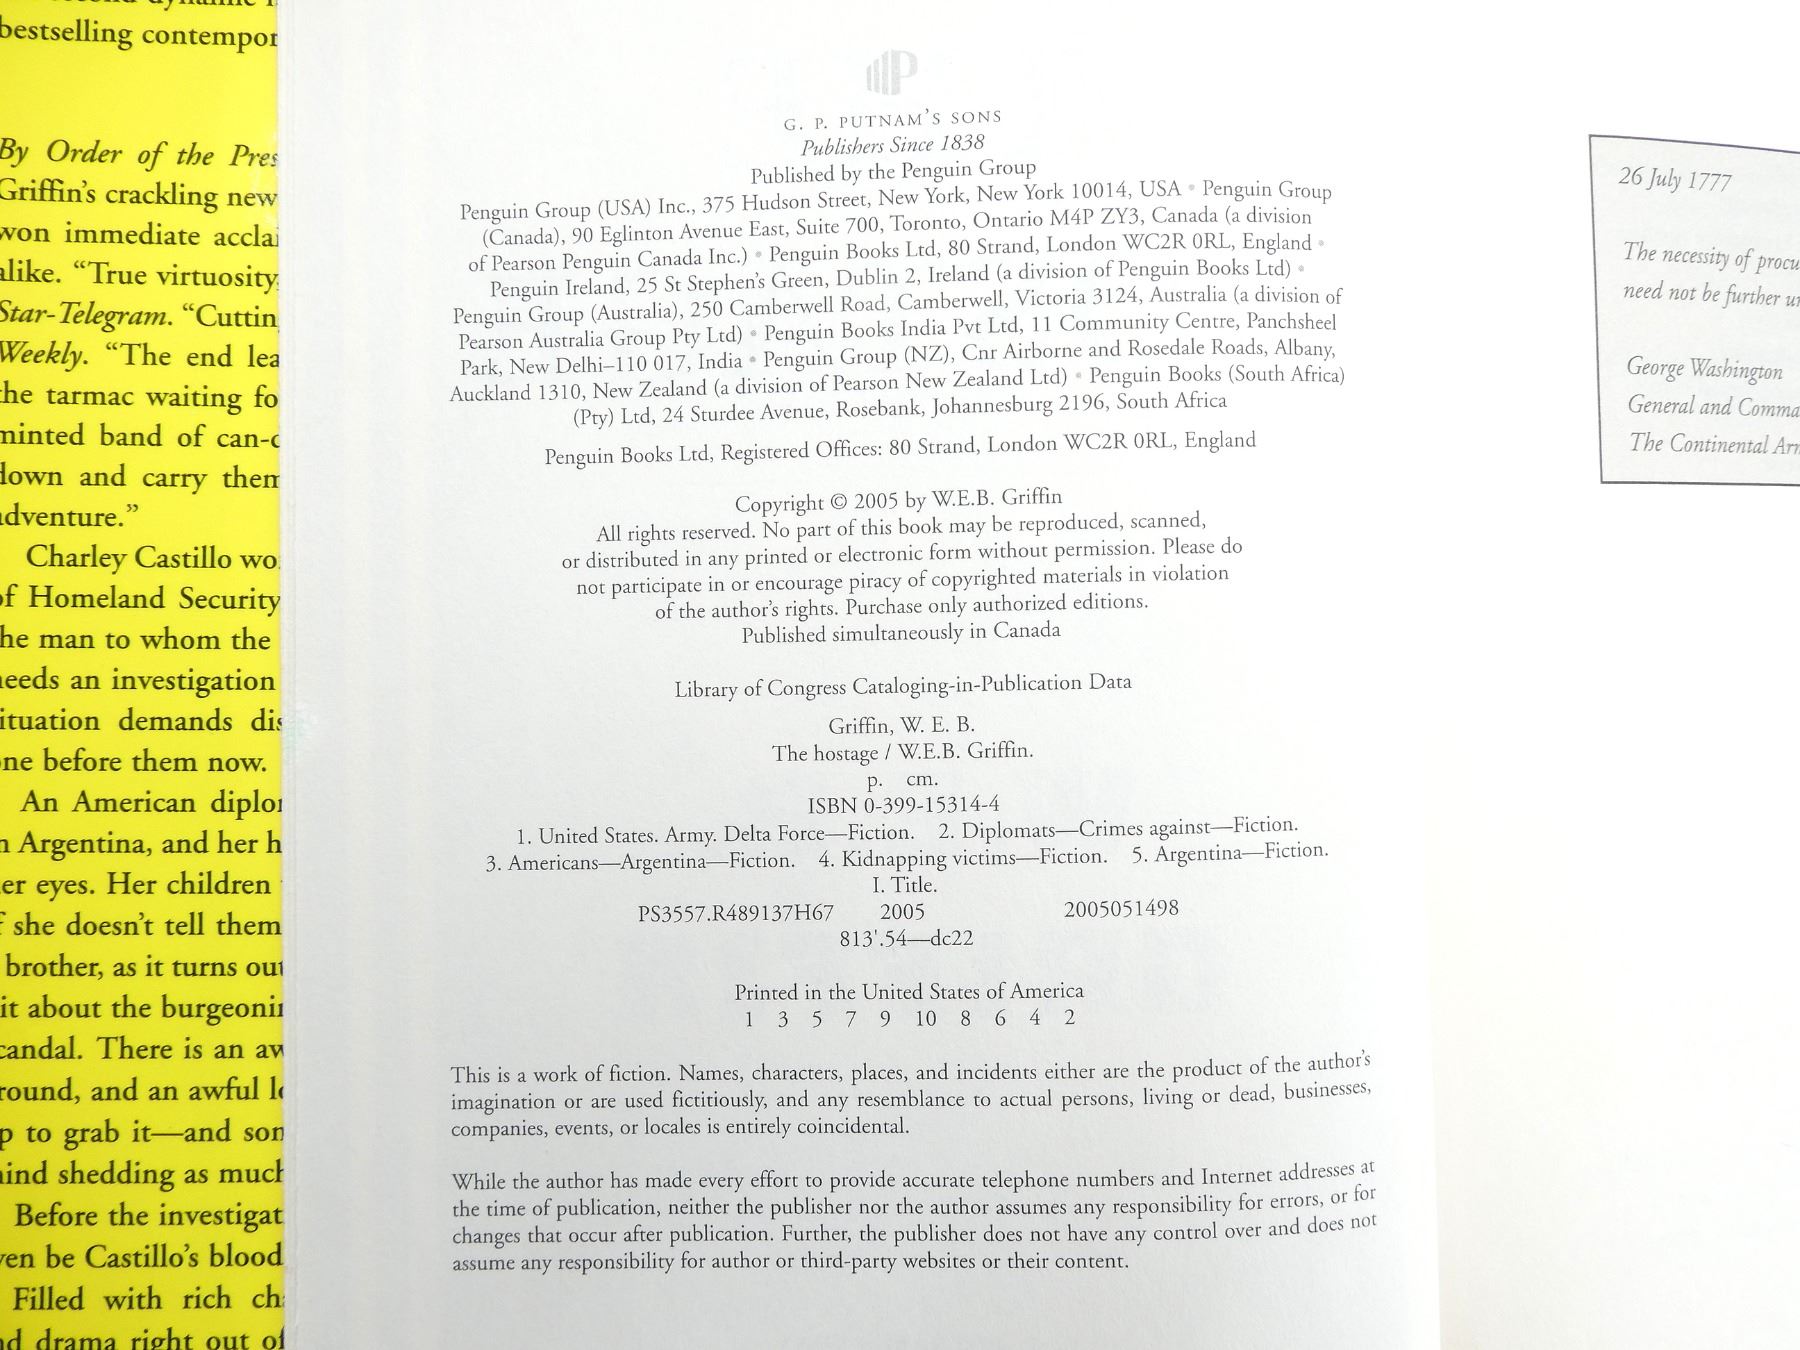 bestselling contempor
By Order of the Pres
Griffin's crackling new
won immediate acclai
alike. “True virtuosity
Star-Telegram. “Cuttin
Weekly. “The end lea
the tarmac waiting fo
minted band of can-d
down and carry them
adventure.”
Charley Castillo wo
of Homeland Security
the man to whom the
needs an investigation
situation demands dis
one before them now.
An American diplo
n Argentina, and her h
er eyes. Her children
f she doesn't tell them
brother, as it turns out
it about the burgeoni
candal. There is an aw
round, and an awful lo
p to grab it—and som
mind shedding as much
Before the investigat
ven be Castillo's blood
Filled with rich cha
nd drama right out of
G. P. PUTNAM'S SONS
Publishers Since 1838
Published by the Penguin Group
Penguin Group (USA) Inc., 375 Hudson Street, New York, New York 10014, USA • Penguin Group
(Canada), 90 Eglinton Avenue East, Suite 700, Toronto, Ontario M4P ZY3, Canada (a division
of Pearson Penguin Canada Inc.) • Penguin Books Ltd, 80 Strand, London WC2R 0RL, England •
Penguin Ireland, 25 St Stephen's Green, Dublin 2, Ireland (a division of Penguin Books Ltd) •
Penguin Group (Australia), 250 Camberwell Road, Camberwell, Victoria 3124, Australia (a division of
Pearson Australia Group Pty Ltd) • Penguin Books India Pvt Ltd, 11 Community Centre, Panchsheel
Park, New Delhi–110 017, India • Penguin Group (NZ), Cnr Airborne and Rosedale Roads, Albany,
Auckland 1310, New Zealand (a division of Pearson New Zealand Ltd) • Penguin Books (South Africa)
(Pty) Ltd, 24 Sturdee Avenue, Rosebank, Johannesburg 2196, South Africa
Penguin Books Ltd, Registered Offices: 80 Strand, London WC2R 0RL, England
Copyright © 2005 by W.E.B. Griffin
All rights reserved. No part of this book may be reproduced, scanned,
or distributed in any printed or electronic form without permission. Please do
not participate in or encourage piracy of copyrighted materials in violation
of the author's rights. Purchase only authorized editions.
Published simultaneously in Canada
Library of Congress Cataloging-in-Publication Data
Griffin, W. E. B.
The hostage / W.E.B. Griffin.
p. cm.
ISBN 0-399-15314-4
1. United States. Army. Delta Force—Fiction. 2. Diplomats—Crimes against—Fiction.
3. Americans—Argentina—Fiction. 4. Kidnapping victims—Fiction. 5. Argentina—Fiction.
I. Title.
PS3557.R489137H67 2005 2005051498
813'.54—dc22
Printed in the United States of America
1 3 5 7 9 10 8 6 4 2
This is a work of fiction. Names, characters, places, and incidents either are the product of the author's
imagination or are used fictitiously, and any resemblance to actual persons, living or dead, businesses,
companies, events, or locales is entirely coincidental.
While the author has made every effort to provide accurate telephone numbers and Internet addresses at
the time of publication, neither the publisher nor the author assumes any responsibility for errors, or for
changes that occur after publication. Further, the publisher does not have any control over and does not
assume any responsibility for author or third-party websites or their content.
26 July 1777
The necessity of procu
need not be further ur
George Washington
General and Comma
The Continental Arm